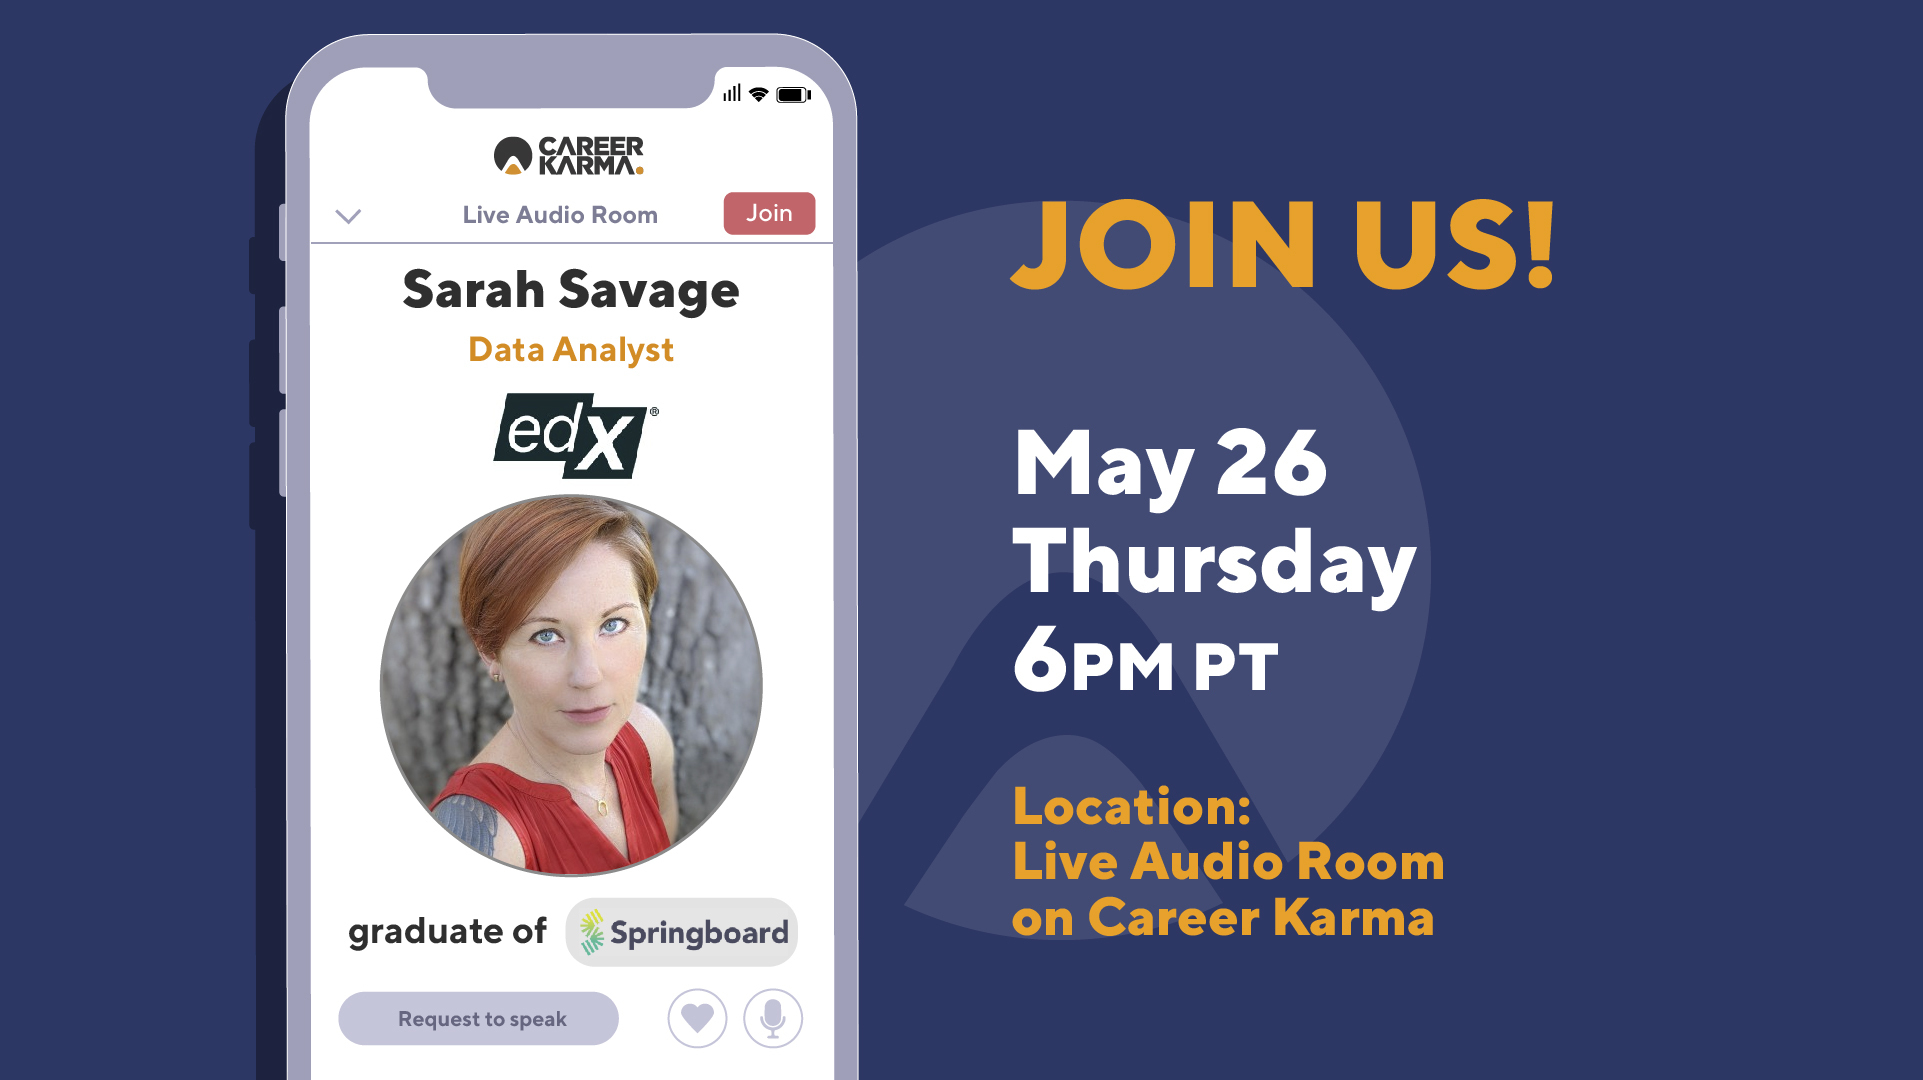 CAREER
KARMA.
Live Audio Room
Join
Sarah Savage
Data Analyst
edX®
graduate of Springboard
Request to speak
JOIN US!
May 26
Thursday
6PM PT
Location:
Live Audio Room
on Career Karma